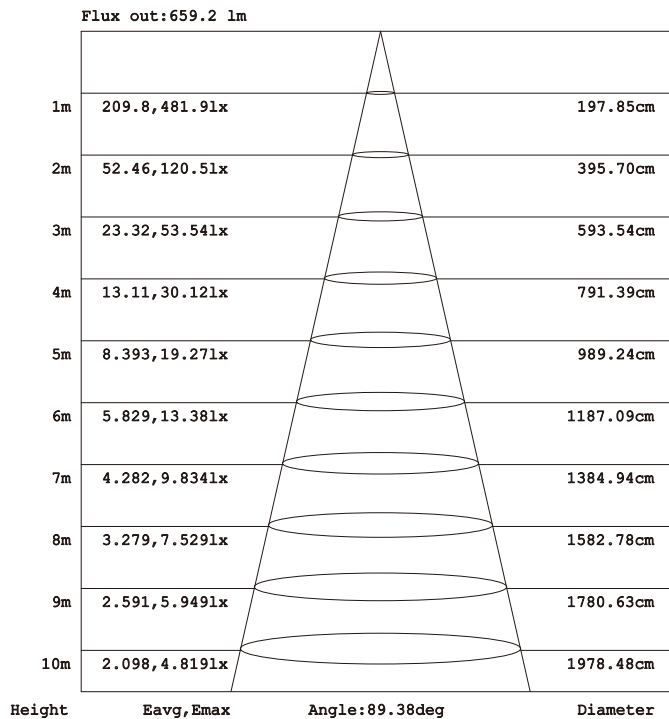 Flux out:659.2 lm
1m 209.8,481.9lx 197.85cm
2m 52.46,120.5lx 395.70cm
3m 23.32,53.54lx 593.54cm
4m 13.11,30.12lx 791.39cm
5m 8.393,19.27lx 989.24cm
6m 5.829,13.38lx 1187.09cm
7m 4.282,9.834lx 1384.94cm
8m 3.279,7.529lx 1582.78cm
9m 2.591,5.949lx 1780.63cm
10m 2.098,4.819lx 1978.48cm
Height Eavg,Emax Angle:89.38deg Diameter